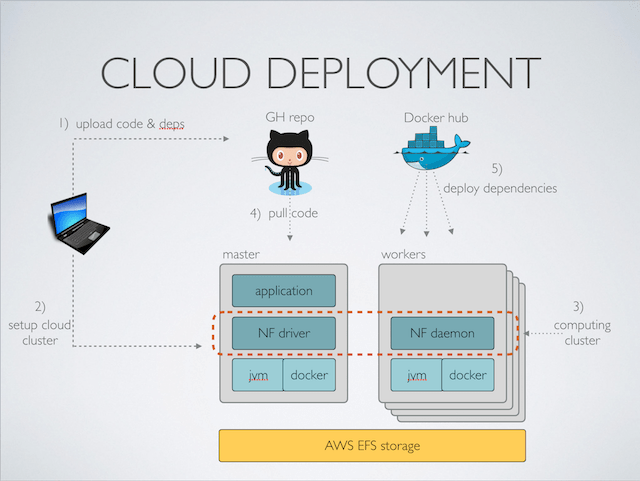 CLOUD DEPLOYMENT
1) upload code & deps
GH repo
Docker hub
5)
deploy dependencies
4) pull code
master
workers
application
2)
setup cloud
cluster
NF driver
NF daemon
3)
computing
cluster
jvm
docker
jvm
docker
AWS EFS storage